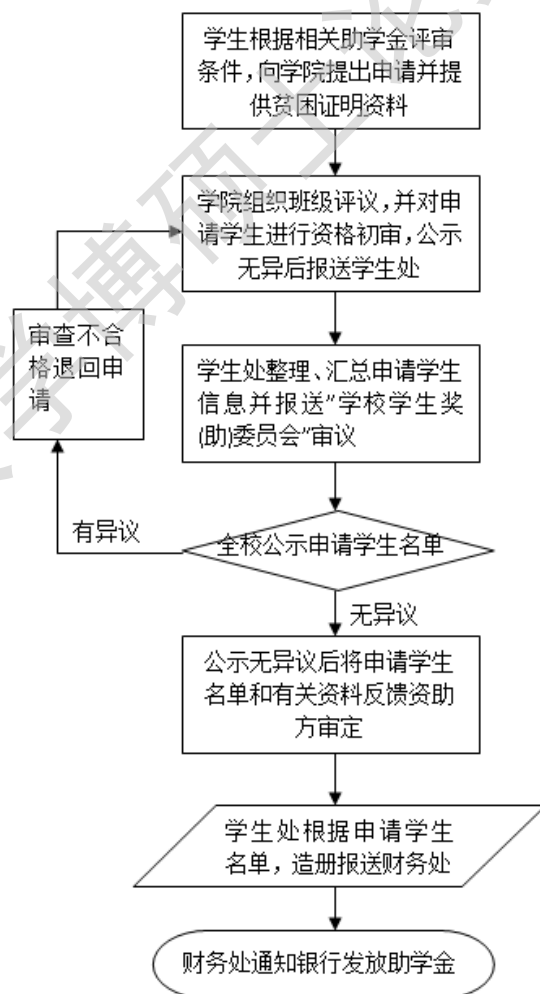 学生根据相关助学金评审
条件，向学院提出申请并提
供贫困证明资料
学院组织班级评议，并对申
请学生进行资格初审，公示
无异后报送学生处
审查不合
格退回申
请
学生处整理、汇总申请学生
信息并报送"学校学生奖
(助)委员会"审议
有异议
全校公示申请学生名单
无异议
公示无异议后将申请学生
名单和有关资料反馈资助
方审定
学生处根据申请学生
名单，造册报送财务处
财务处通知银行发放助学金
学博硕士论